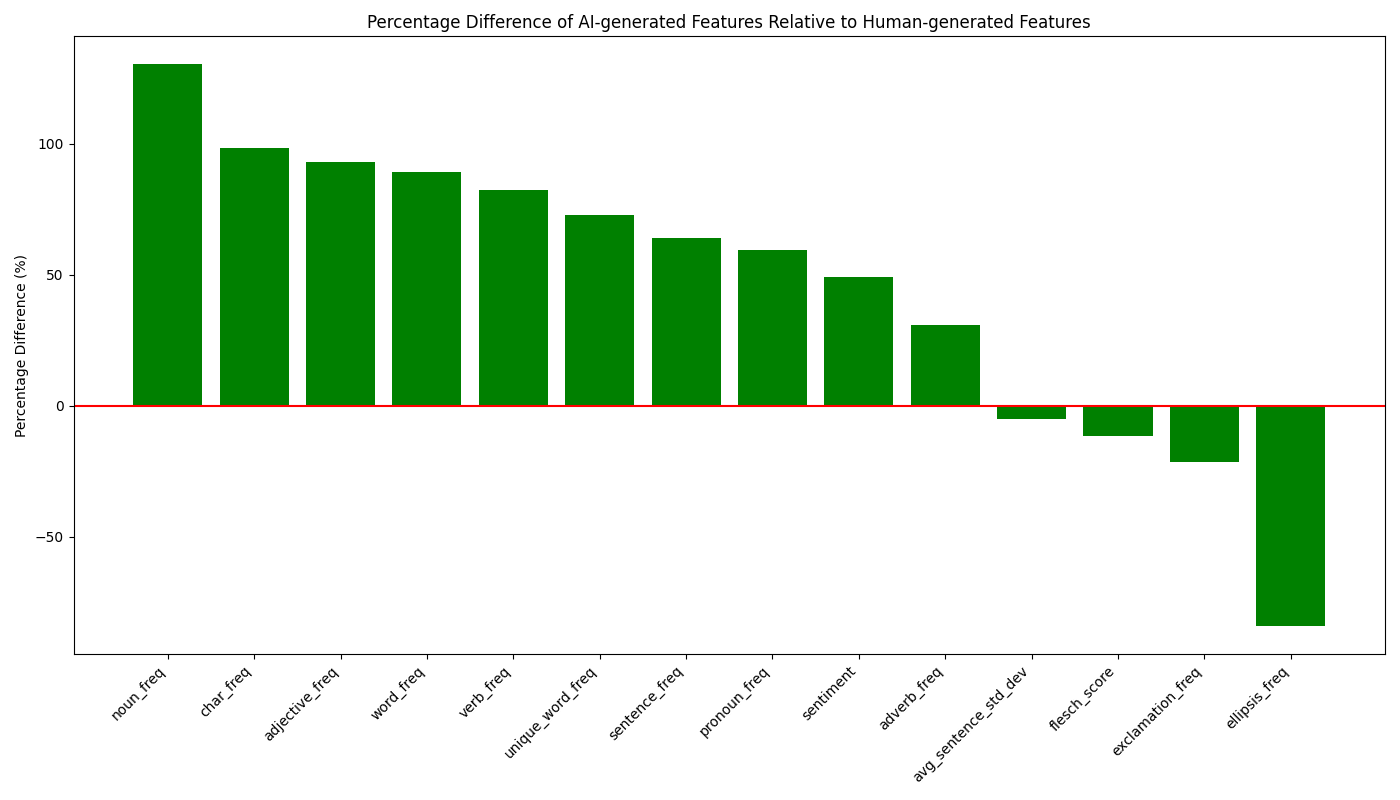 Percentage Difference of AI-generated Features Relative to Human-generated Features
Percentage Difference (%)
100
50
0
−50
noun_freq
char_freq
adjective_freq
word_freq
verb_freq
unique_word_freq
sentence_freq
pronoun_freq
sentiment
adverb_freq
avg_sentence_std_dev
flesch_score
exclamation_freq
ellipsis_freq